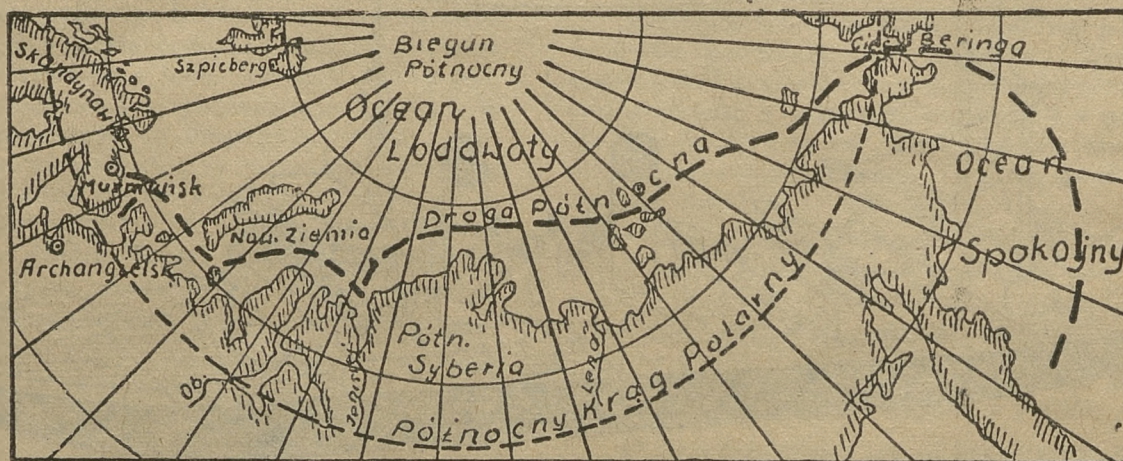 Biegun
Północny
Cieśn. Beringa
Skandynaw
Szpicberg
Ocean
Lodowaty
Murmańsk
Archangielsk
Now. Ziemia
Droga Północna
Ocean
Spokojny
Ob.
Jenisej
Półn.
Syberia
Lena
Północny Krąg Polarny